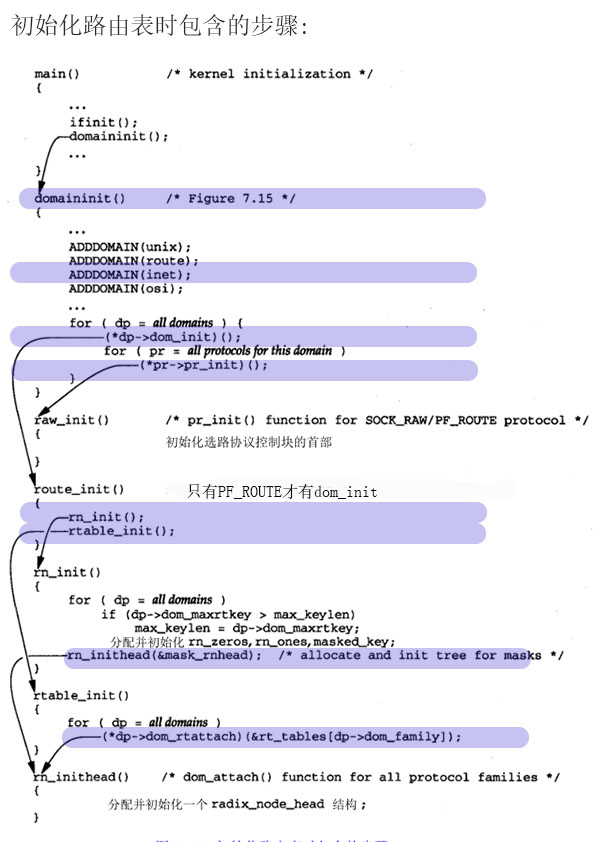 初始化路由表时包含的步骤:
main() /* kernel initialization */
{
...
ifinit();
domaininit();
...
}
domaininit() /* Figure 7.15 */
{
...
ADDDOMAIN(unix);
ADDDOMAIN(route);
ADDDOMAIN(inet);
ADDDOMAIN(osi);
...
for ( dp = all domains ) {
(*dp->dom_init)();
for ( pr = all protocols for this domain )
(*pr->pr_init)();
}
}
raw_init() /* pr_init() function for SOCK_RAW/PF_ROUTE protocol */
{
初始化选路协议控制块的首部
}
route_init() 只有PF_ROUTE才有dom_init
{
rn_init();
rtable_init();
}
rn_init()
{
for ( dp = all domains )
if (dp->dom_maxrtkey > max_keylen)
max_keylen = dp->dom_maxrtkey;
分配并初始化 rn_zeros,rn_ones,masked_key;
rn_inithead(&mask_rnhead); /* allocate and init tree for masks */
}
rtable_init()
{
for ( dp = all domains )
(*dp->dom_rtattach)(&rt_tables[dp->dom_family]);
}
rn_inithead() /* dom_attach() function for all protocol families */
{
分配并初始化一个 radix_node_head 结构;
}